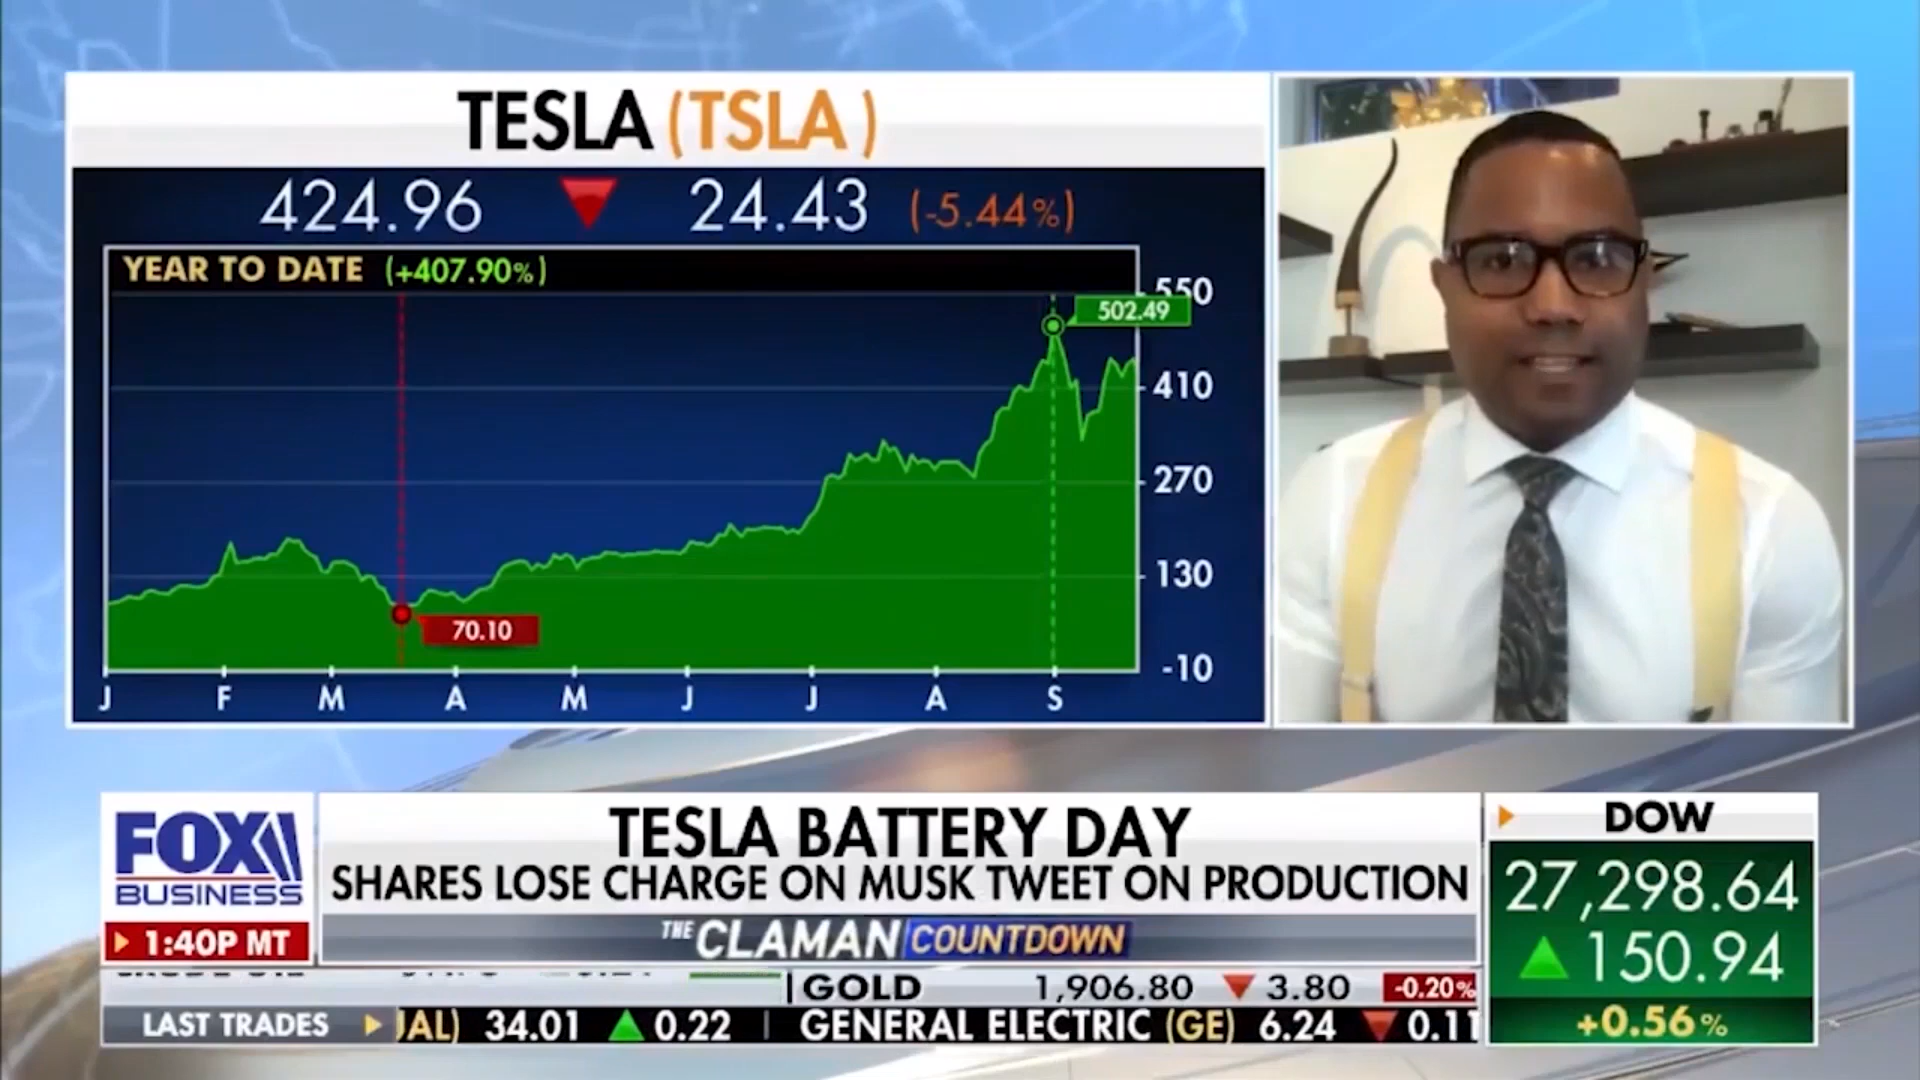 TESLA (TSLA )
424.96 ▼ 24.43 (-5.44%)
YEAR TO DATE (+407.90%)
550
502.49
410
270
130
70.10
-10
J F M A M J J A S
FOX BUSINESS
1:40P MT
TESLA BATTERY DAY
SHARES LOSE CHARGE ON MUSK TWEET ON PRODUCTION
THE CLAMAN COUNTDOWN
DOW
27,298.64
▲ 150.94
+0.56%
GOLD 1,906.80 ▼ 3.80 -0.20%
LAST TRADES JAL) 34.01 ▲ 0.22 | GENERAL ELECTRIC (GE) 6.24 ▼ 0.11